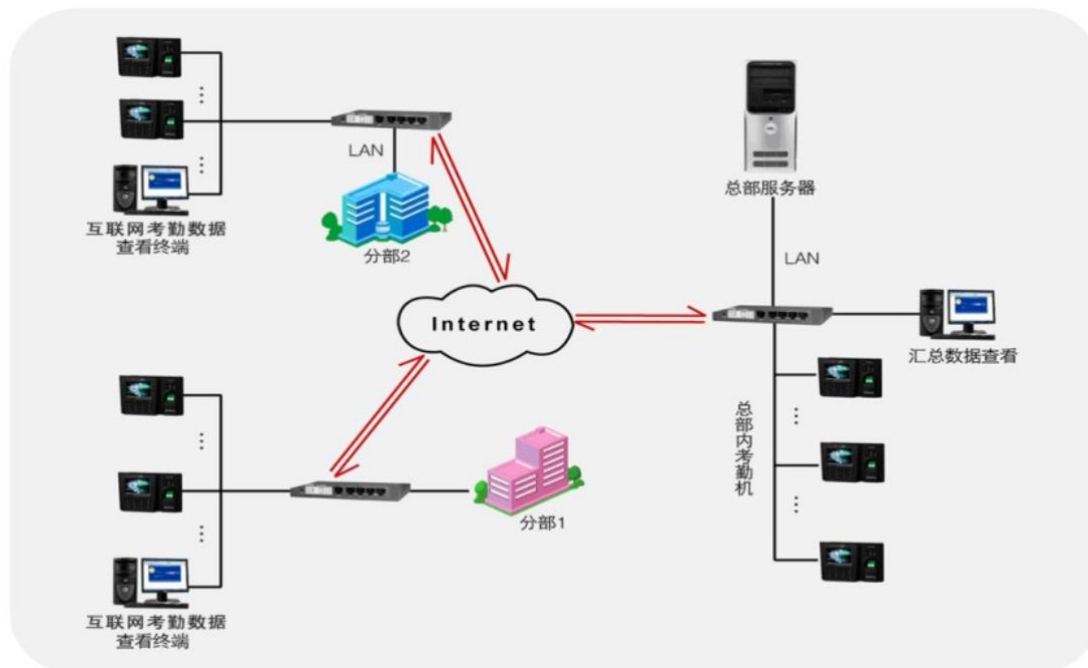 LAN
互联网考勤数据
查看终端
分部2
总部服务器
LAN
Internet
汇总数据查看
总部内考勤机
分部1
互联网考勤数据
查看终端